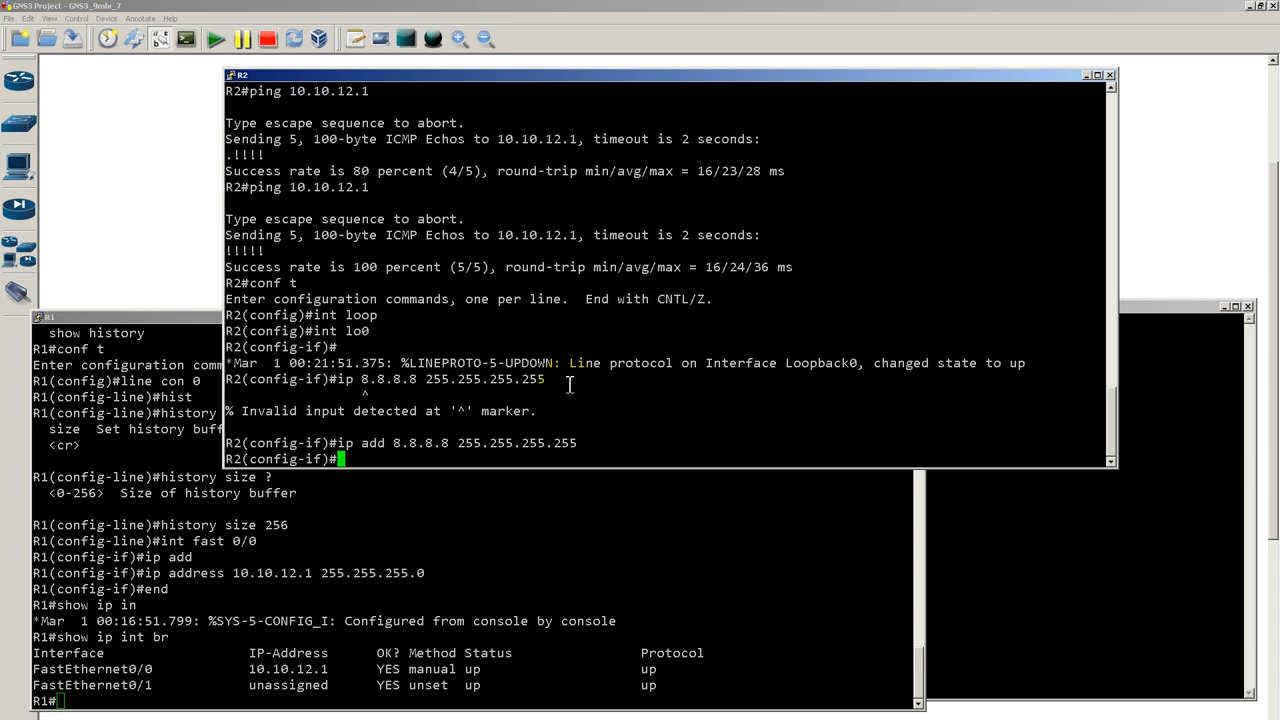 GNS3 Project - GNS3_9mlx_7
File Edit View Control Device Annotate Help
R2
R2#ping 10.10.12.1
Type escape sequence to abort.
Sending 5, 100-byte ICMP Echos to 10.10.12.1, timeout is 2 seconds:
.!!!!
Success rate is 80 percent (4/5), round-trip min/avg/max = 16/23/28 ms
R2#ping 10.10.12.1
Type escape sequence to abort.
Sending 5, 100-byte ICMP Echos to 10.10.12.1, timeout is 2 seconds:
!!!!!
Success rate is 100 percent (5/5), round-trip min/avg/max = 16/24/36 ms
R2#conf t
Enter configuration commands, one per line.  End with CNTL/Z.
R2(config)#int loop
R2(config)#int lo0
R2(config-if)#
*Mar  1 00:21:51.375: %LINEPROTO-5-UPDOWN: Line protocol on Interface Loopback0, changed state to up
R2(config-if)#ip 8.8.8.8 255.255.255.255
^
% Invalid input detected at '^' marker.
R2(config-if)#ip add 8.8.8.8 255.255.255.255
R2(config-if)#
R1
show history
R1#conf t
Enter configuration comm
R1(config)#line con 0
R1(config-line)#hist
R1(config-line)#history
size  Set history buff
<cr>
R1(config-line)#history size ?
<0-256>  Size of history buffer
R1(config-line)#history size 256
R1(config-line)#int fast 0/0
R1(config-if)#ip add
R1(config-if)#ip address 10.10.12.1 255.255.255.0
R1(config-if)#end
R1#show ip in
*Mar  1 00:16:51.799: %SYS-5-CONFIG_I: Configured from console by console
R1#show ip int br
Interface IP-Address OK? Method Status Protocol
FastEthernet0/0 10.10.12.1 YES manual up up
FastEthernet0/1 unassigned YES unset up up
R1#